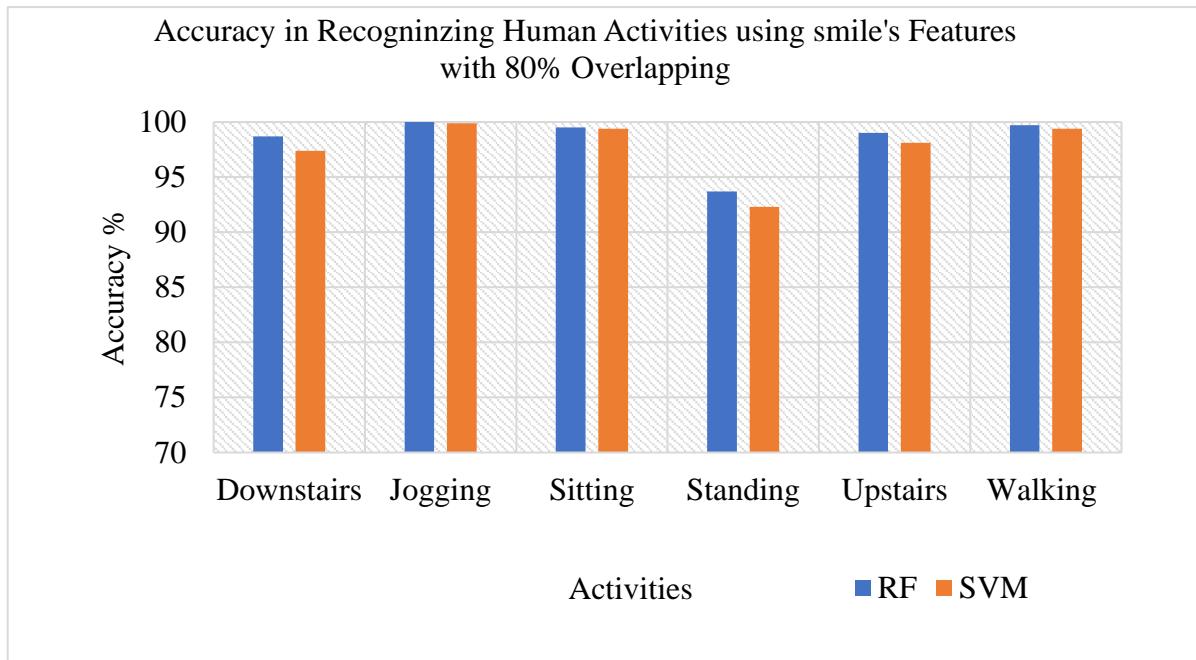 Accuracy in Recogninzing Human Activities using smile's Features
with 80% Overlapping
100
95
90
85
80
75
70
Accuracy %
Downstairs Jogging Sitting Standing Upstairs Walking
Activities RF SVM